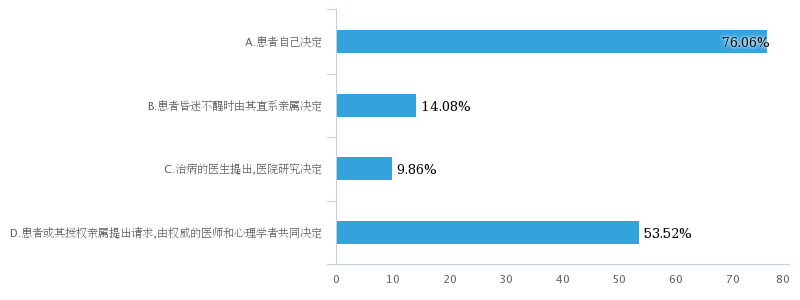 A.患者自己决定
76.06%
B.患者昏迷不醒时由其直系亲属决定
14.08%
C.治病的医生提出,医院研究决定
9.86%
D.患者或其授权亲属提出请求,由权威的医师和心理学者共同决定
53.52%
0 10 20 30 40 50 60 70 80